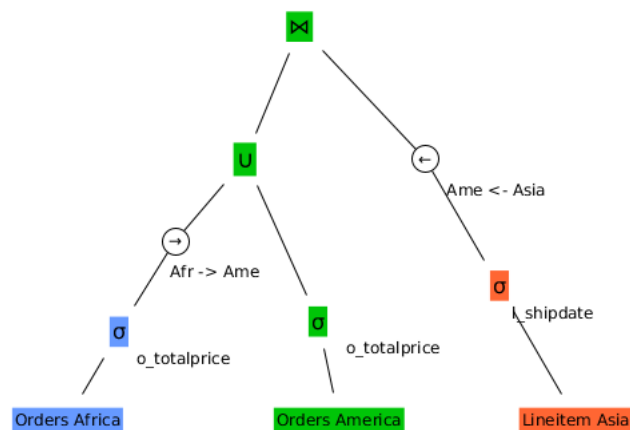 ⋈
∪
←
Ame <- Asia
→
Afr -> Ame
σ
l_shipdate
σ
o_totalprice
σ
o_totalprice
Orders Africa
Orders America
Lineitem Asia